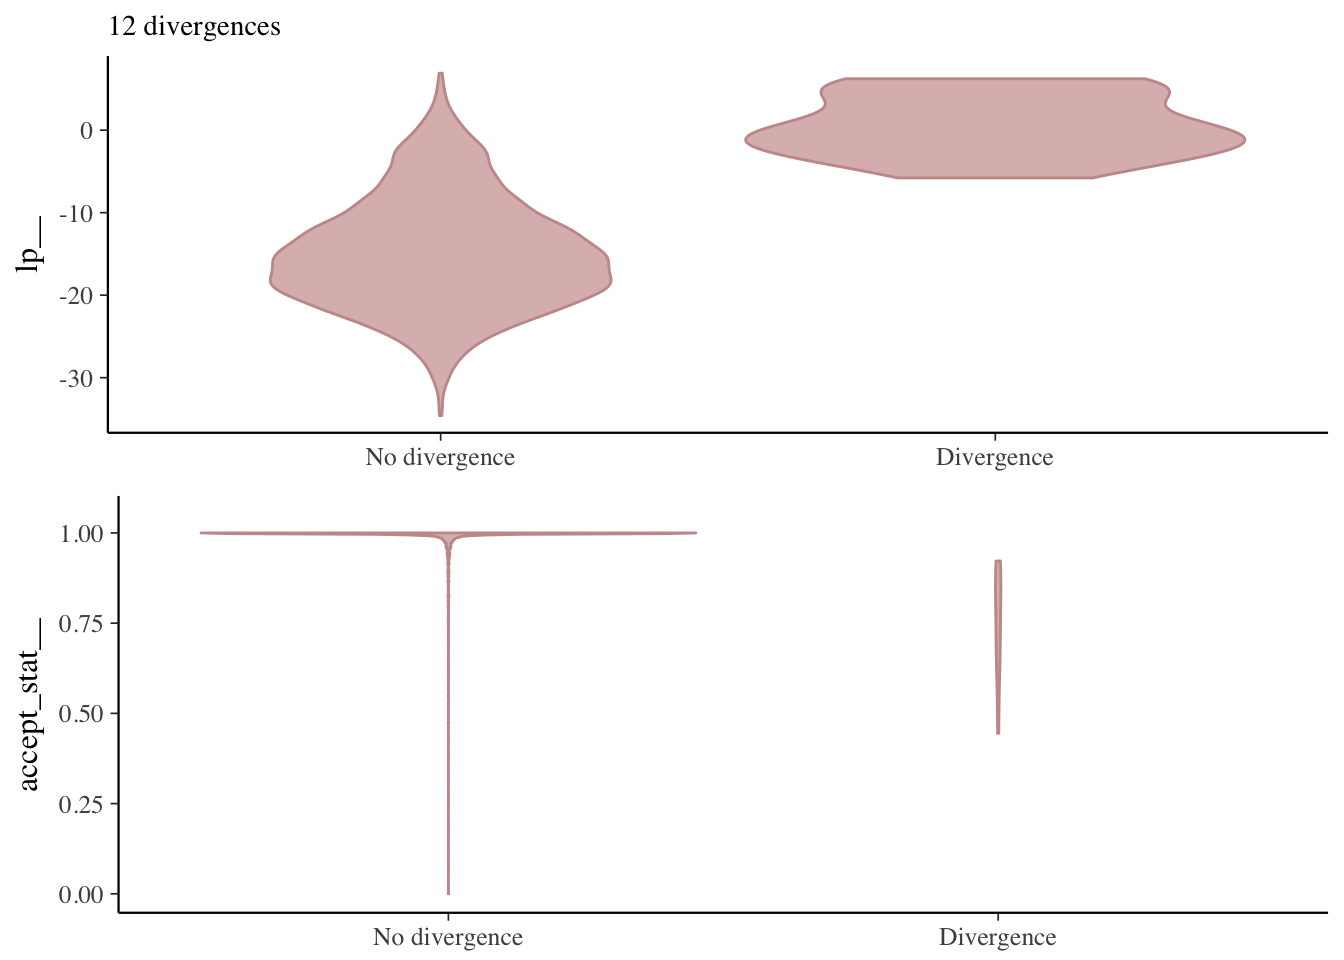 12 divergences
lp__
0
-10
-20
-30
No divergence
Divergence
accept_stat__
1.00
0.75
0.50
0.25
0.00
No divergence
Divergence